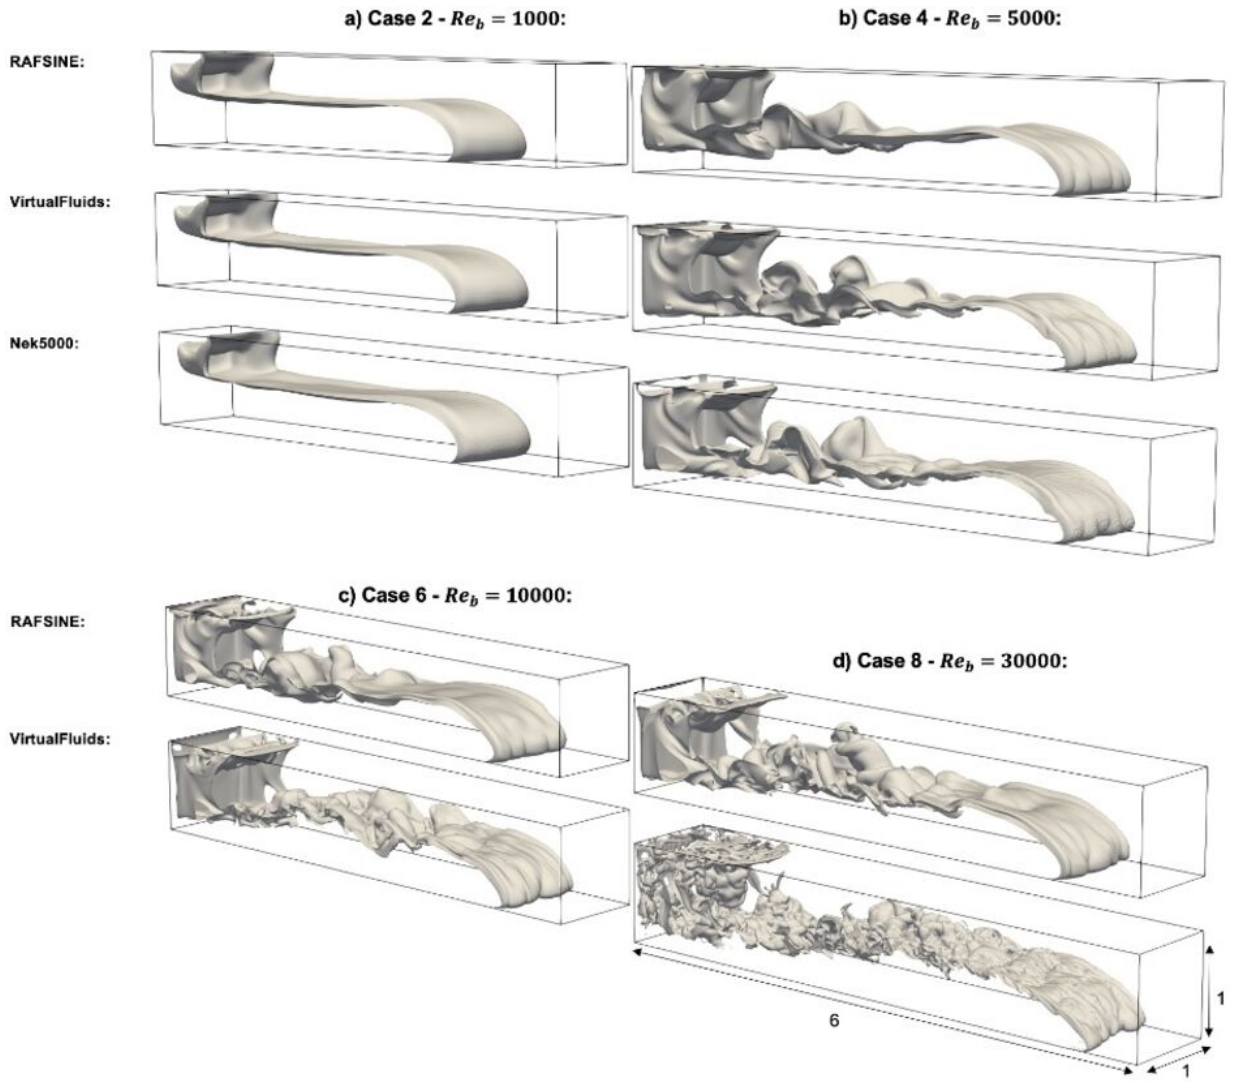 a) Case 2 - Re_b = 1000:
b) Case 4 - Re_b = 5000:
RAFSINE:
VirtualFluids:
Nek5000:
c) Case 6 - Re_b = 10000:
RAFSINE:
d) Case 8 - Re_b = 30000:
VirtualFluids:
1
6
1